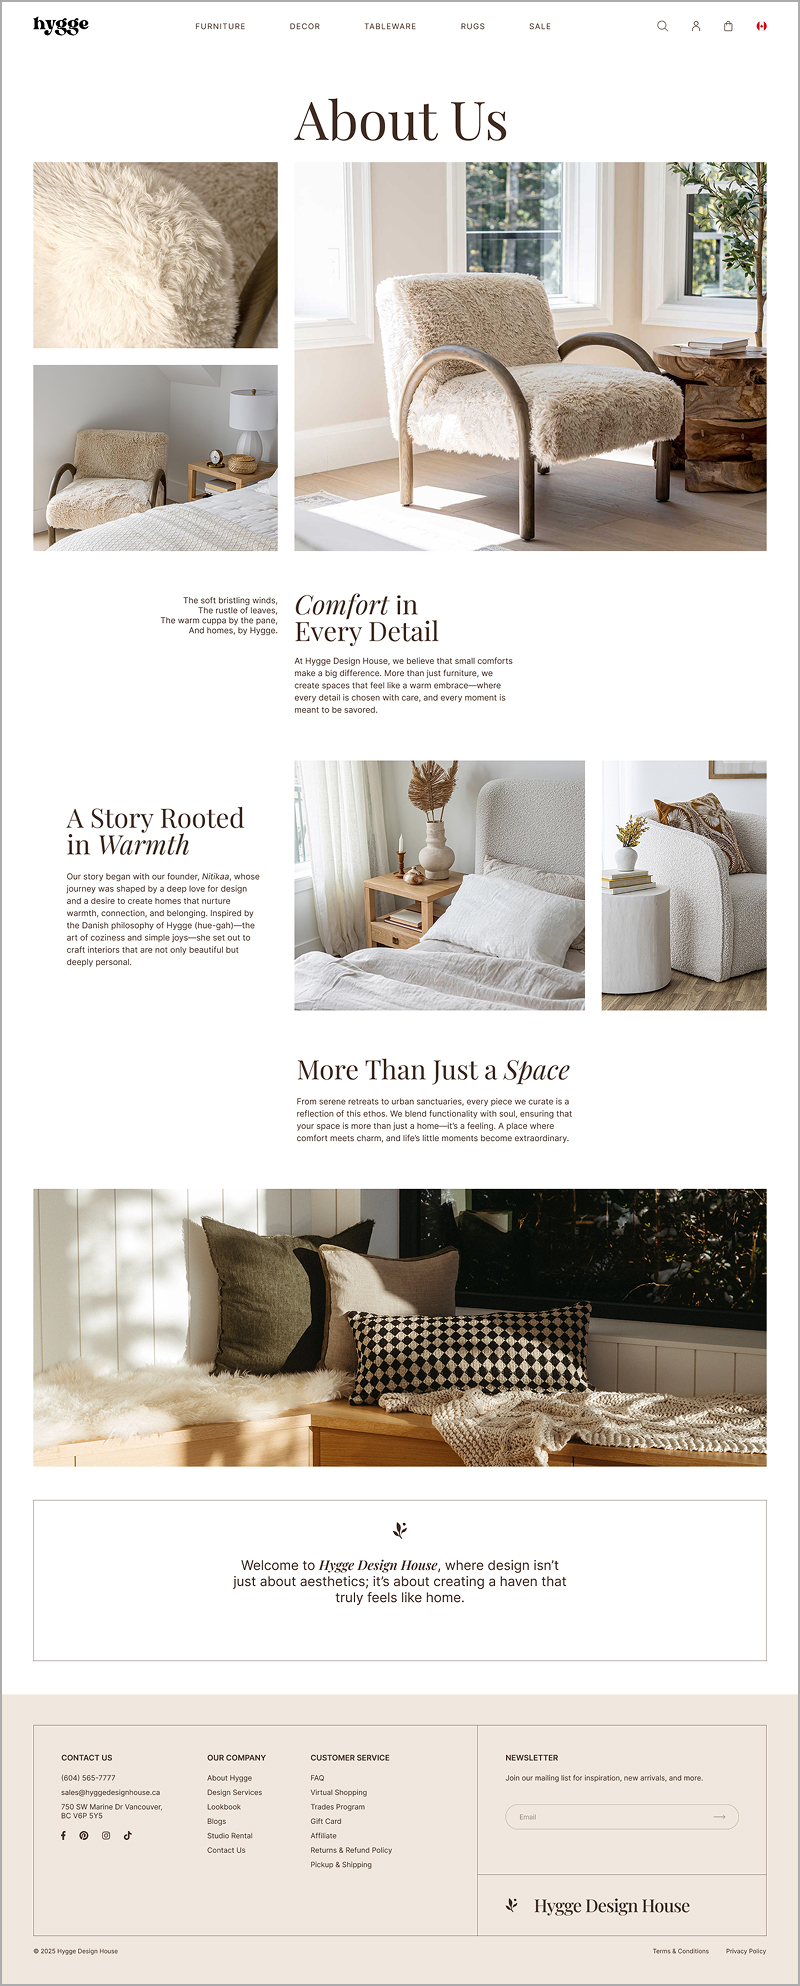 hygge
FURNITURE
DECOR
TABLEWARE
RUGS
SALE
About Us
The soft bristling winds,
The rustle of leaves,
The warm cuppa by the pane,
And homes, by Hygge.
Comfort in
Every Detail
At Hygge Design House, we believe that small comforts
make a big difference. More than just furniture, we
create spaces that feel like a warm embrace—where
every detail is chosen with care, and every moment is
meant to be savored.
A Story Rooted
in Warmth
Our story began with our founder, Nitikaa, whose
journey was shaped by a deep love for design
and a desire to create homes that nurture
warmth, connection, and belonging. Inspired by
the Danish philosophy of Hygge (hue-gah)—the
art of coziness and simple joys—she set out to
craft interiors that are not only beautiful but
deeply personal.
More Than Just a Space
From serene retreats to urban sanctuaries, every piece we curate is a
reflection of this ethos. We blend functionality with soul, ensuring that
your space is more than just a home—it's a feeling. A place where
comfort meets charm, and life's little moments become extraordinary.
Welcome to Hygge Design House, where design isn't
just about aesthetics; it's about creating a haven that
truly feels like home.
CONTACT US
(604) 565-7777
sales@hyggedesignhouse.ca
750 SW Marine Dr Vancouver,
BC V6P 5Y5
OUR COMPANY
About Hygge
Design Services
Lookbook
Blogs
Studio Rental
Contact Us
CUSTOMER SERVICE
FAQ
Virtual Shopping
Trades Program
Gift Card
Affiliate
Returns & Refund Policy
Pickup & Shipping
NEWSLETTER
Join our mailing list for inspiration, new arrivals, and more.
Email
Hygge Design House
© 2025 Hygge Design House
Terms & Conditions
Privacy Policy